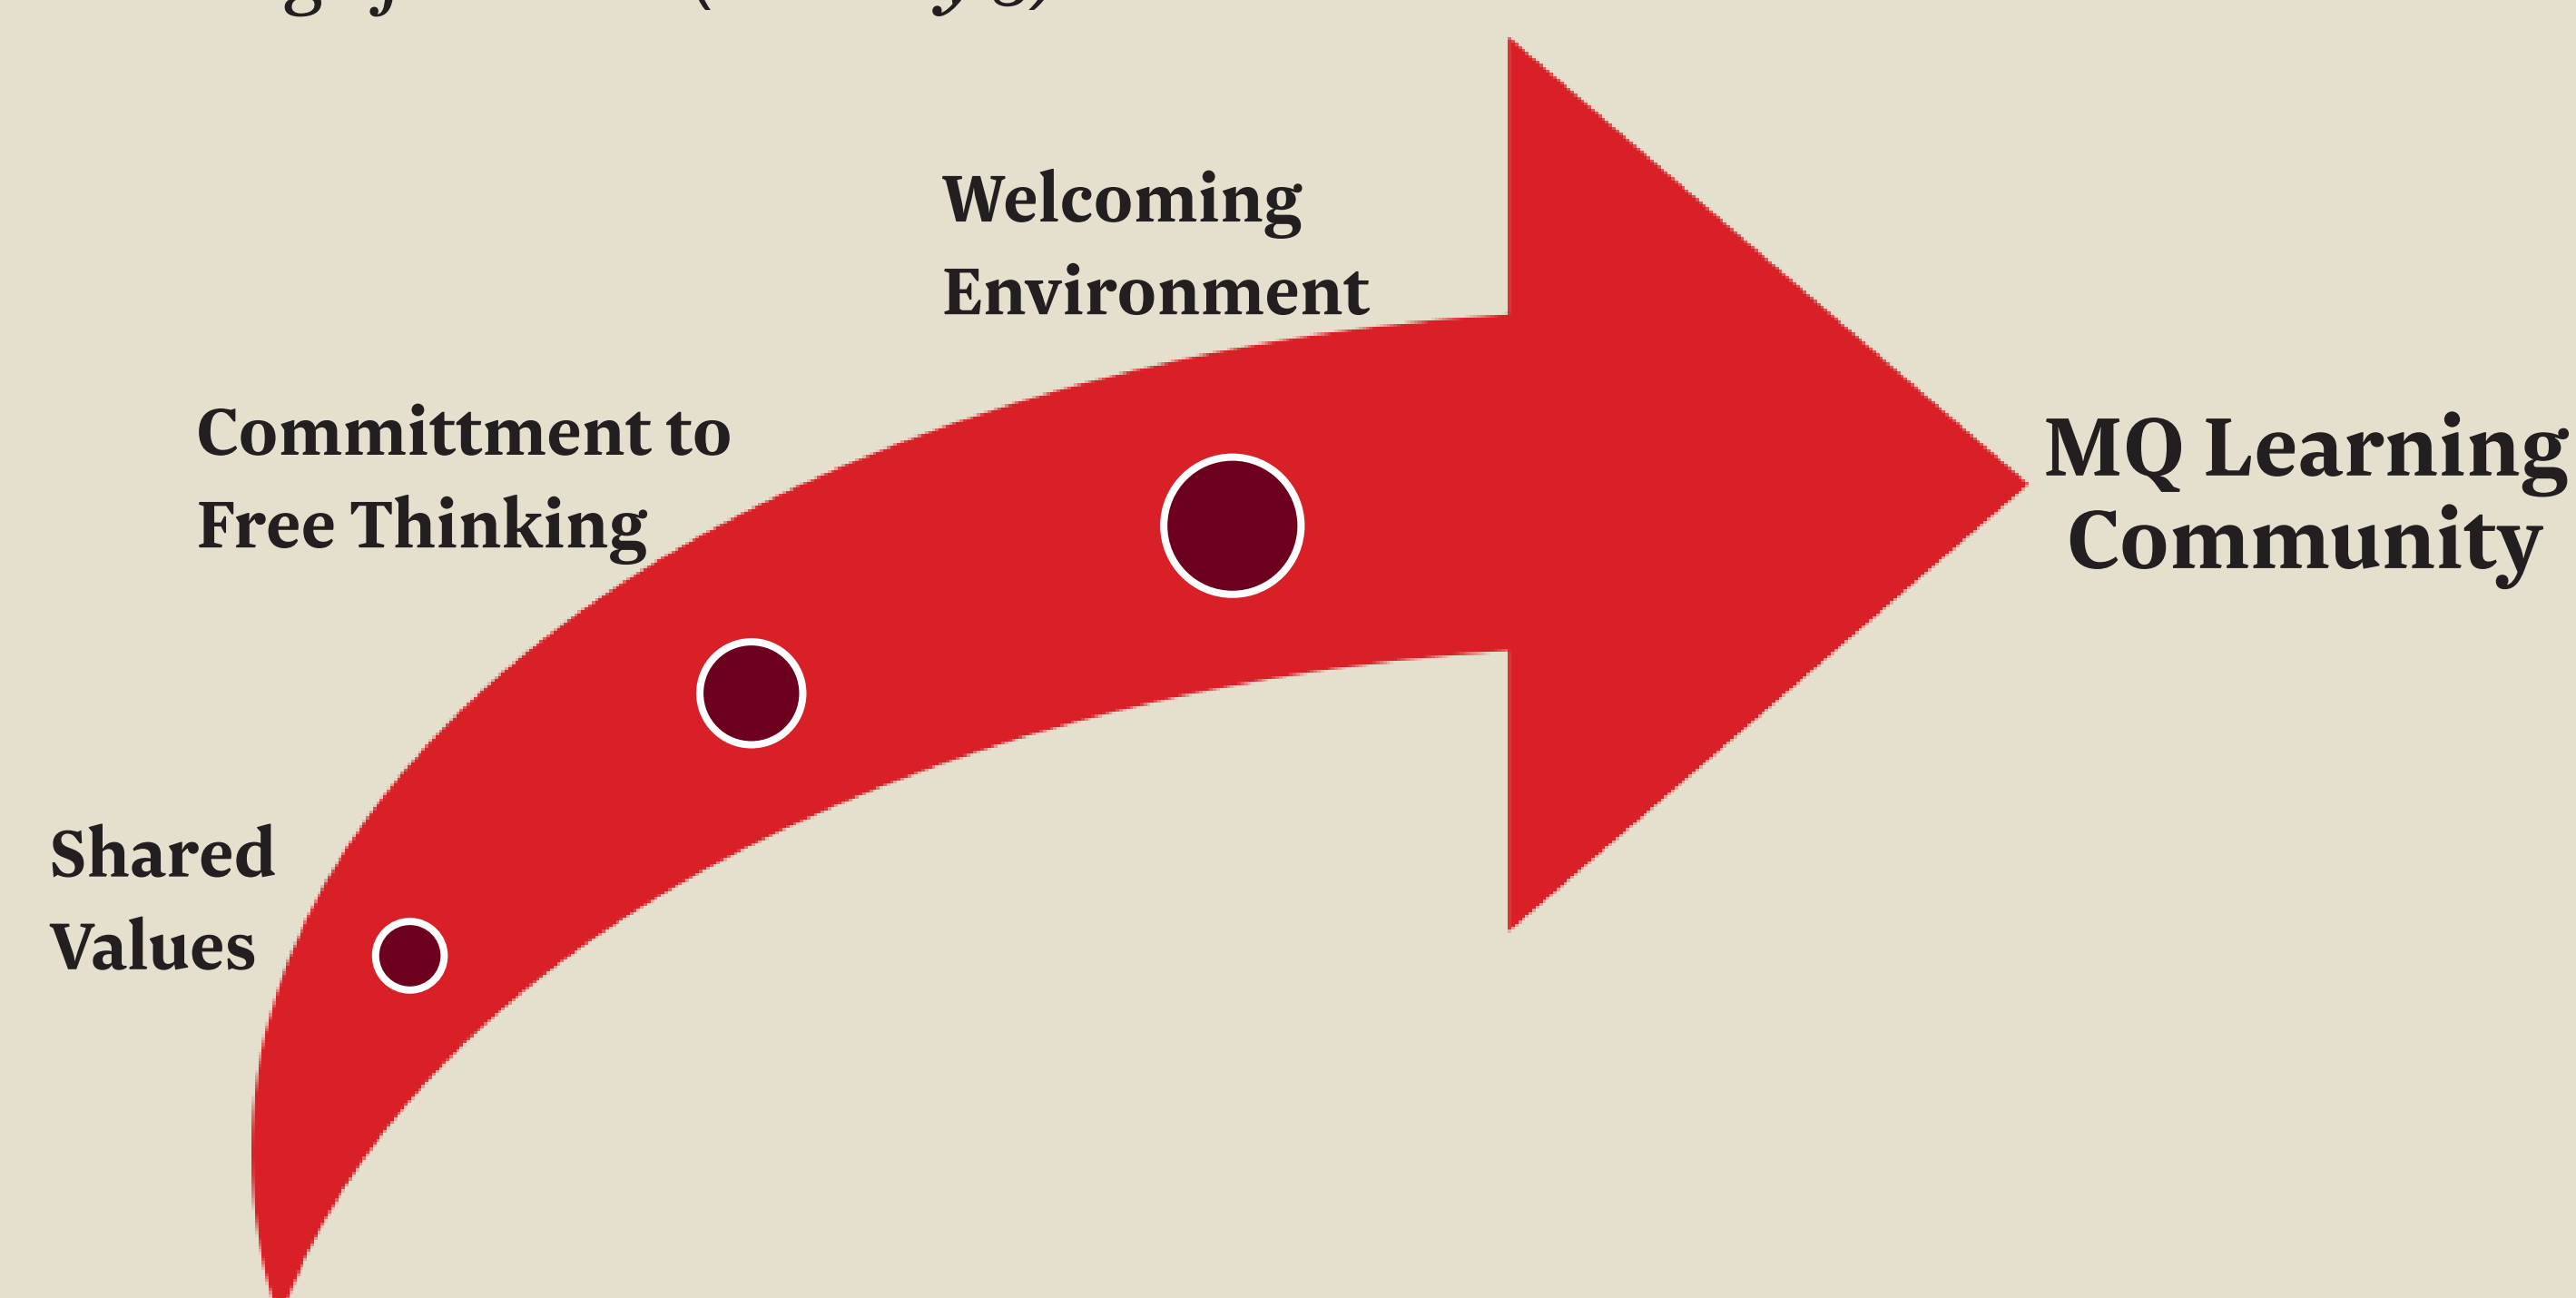 Welcoming
Environment
Committment to
Free Thinking
MQ Learning
Community
Shared
Values